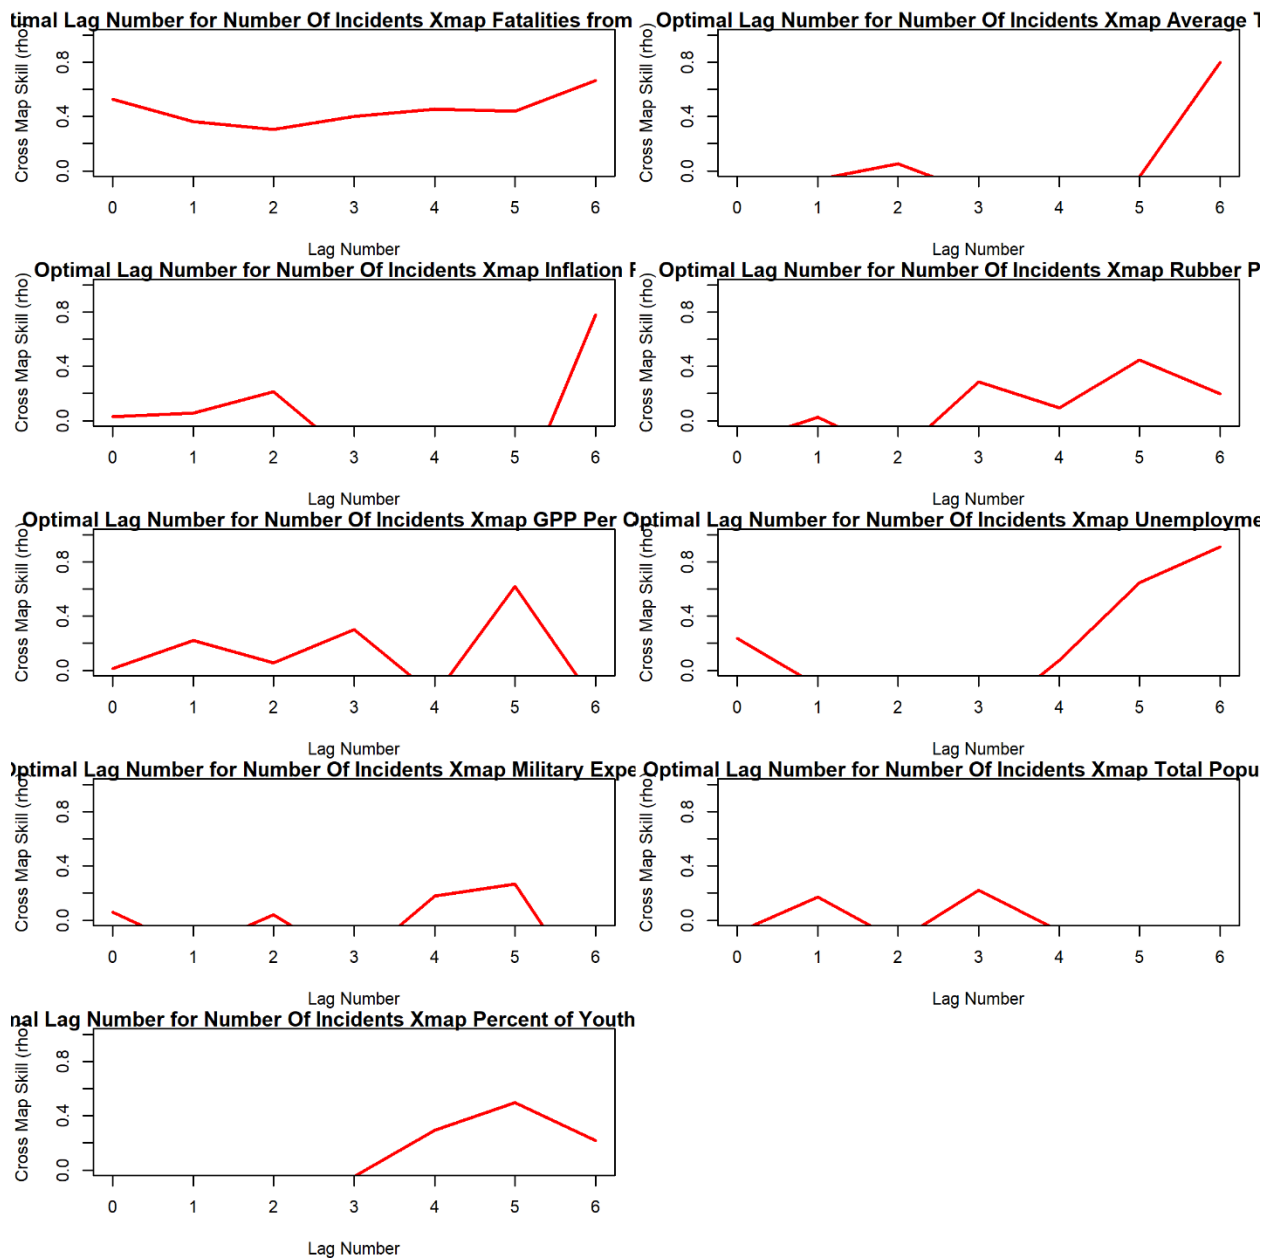 timal Lag Number for Number Of Incidents Xmap Fatalities from
Cross Map Skill (rho)
0.0 0.4 0.8
0 1 2 3 4 5 6
Lag Number
Optimal Lag Number for Number Of Incidents Xmap Average T
Cross Map Skill (rho)
0.0 0.4 0.8
0 1 2 3 4 5 6
Lag Number
Optimal Lag Number for Number Of Incidents Xmap Inflation F
Cross Map Skill (rho)
0.0 0.4 0.8
0 1 2 3 4 5 6
Lag Number
Optimal Lag Number for Number Of Incidents Xmap Rubber P
Cross Map Skill (rho)
0.0 0.4 0.8
0 1 2 3 4 5 6
Lag Number
Optimal Lag Number for Number Of Incidents Xmap GPP Per C
Cross Map Skill (rho)
0.0 0.4 0.8
0 1 2 3 4 5 6
Lag Number
Optimal Lag Number for Number Of Incidents Xmap Unemployme
Cross Map Skill (rho)
0.0 0.4 0.8
0 1 2 3 4 5 6
Lag Number
Optimal Lag Number for Number Of Incidents Xmap Military Expe
Cross Map Skill (rho)
0.0 0.4 0.8
0 1 2 3 4 5 6
Lag Number
Optimal Lag Number for Number Of Incidents Xmap Total Popu
Cross Map Skill (rho)
0.0 0.4 0.8
0 1 2 3 4 5 6
Lag Number
nal Lag Number for Number Of Incidents Xmap Percent of Youth
Cross Map Skill (rho)
0.0 0.4 0.8
0 1 2 3 4 5 6
Lag Number